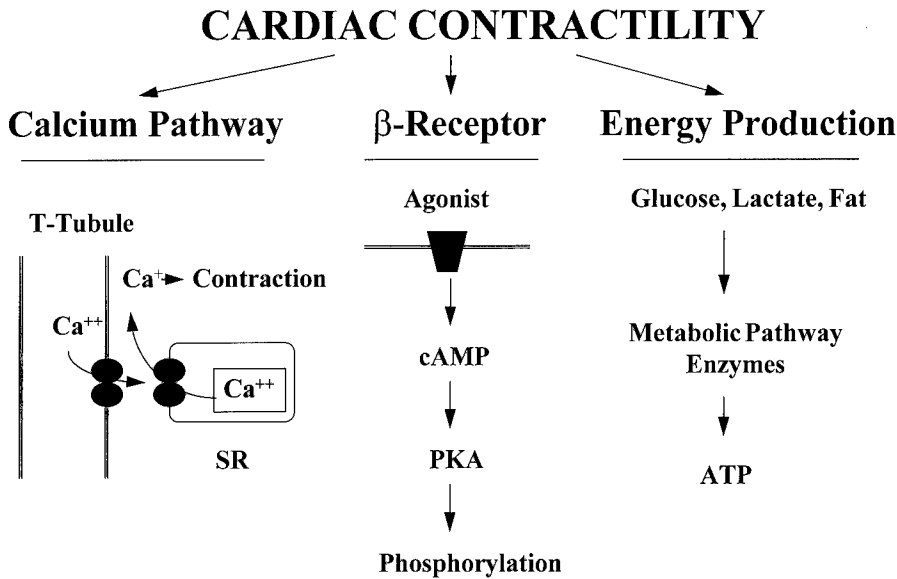 CARDIAC CONTRACTILITY
Calcium Pathway
β-Receptor
Energy Production
T-Tubule
Ca⁺ Contraction
Ca⁺⁺
Ca⁺⁺
SR
Agonist
cAMP
PKA
Phosphorylation
Glucose, Lactate, Fat
Metabolic Pathway
Enzymes
ATP